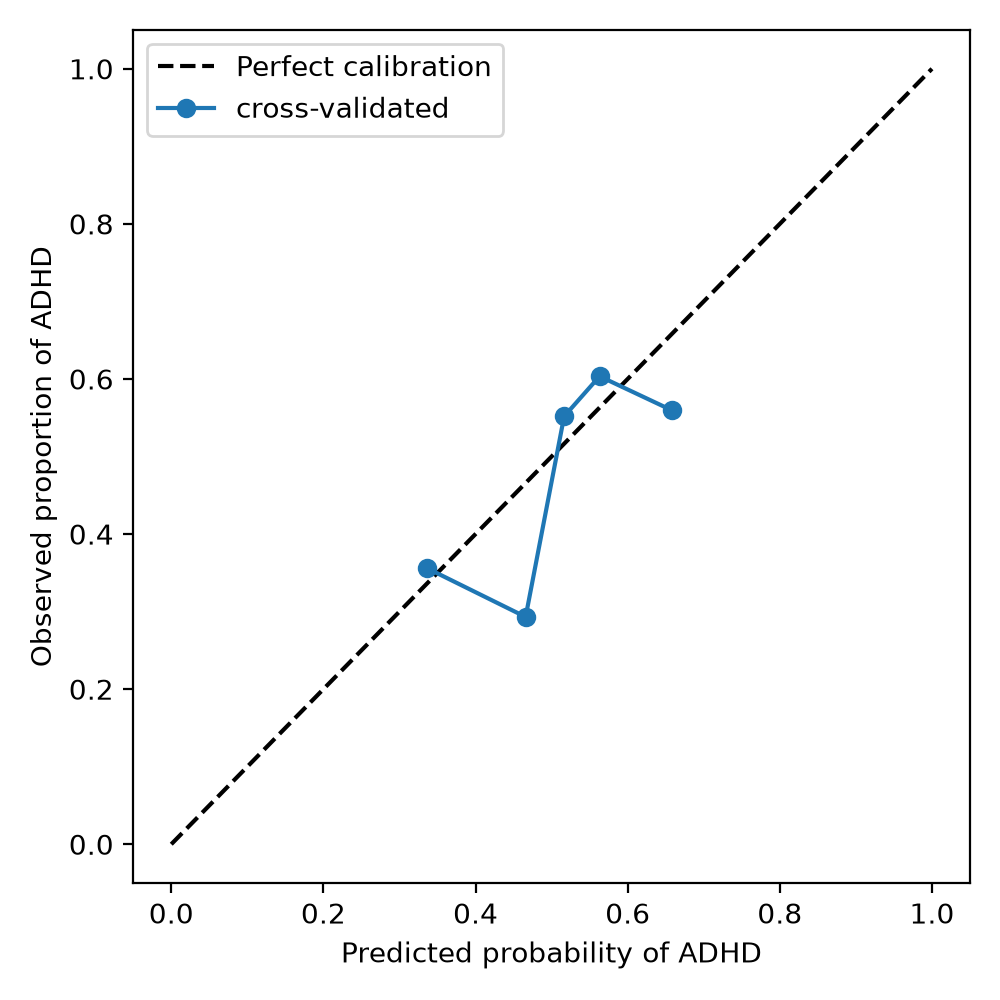 Perfect calibration
cross-validated
1.0
0.8
0.6
0.4
0.2
0.0
Observed proportion of ADHD
0.0 0.2 0.4 0.6 0.8 1.0
Predicted probability of ADHD